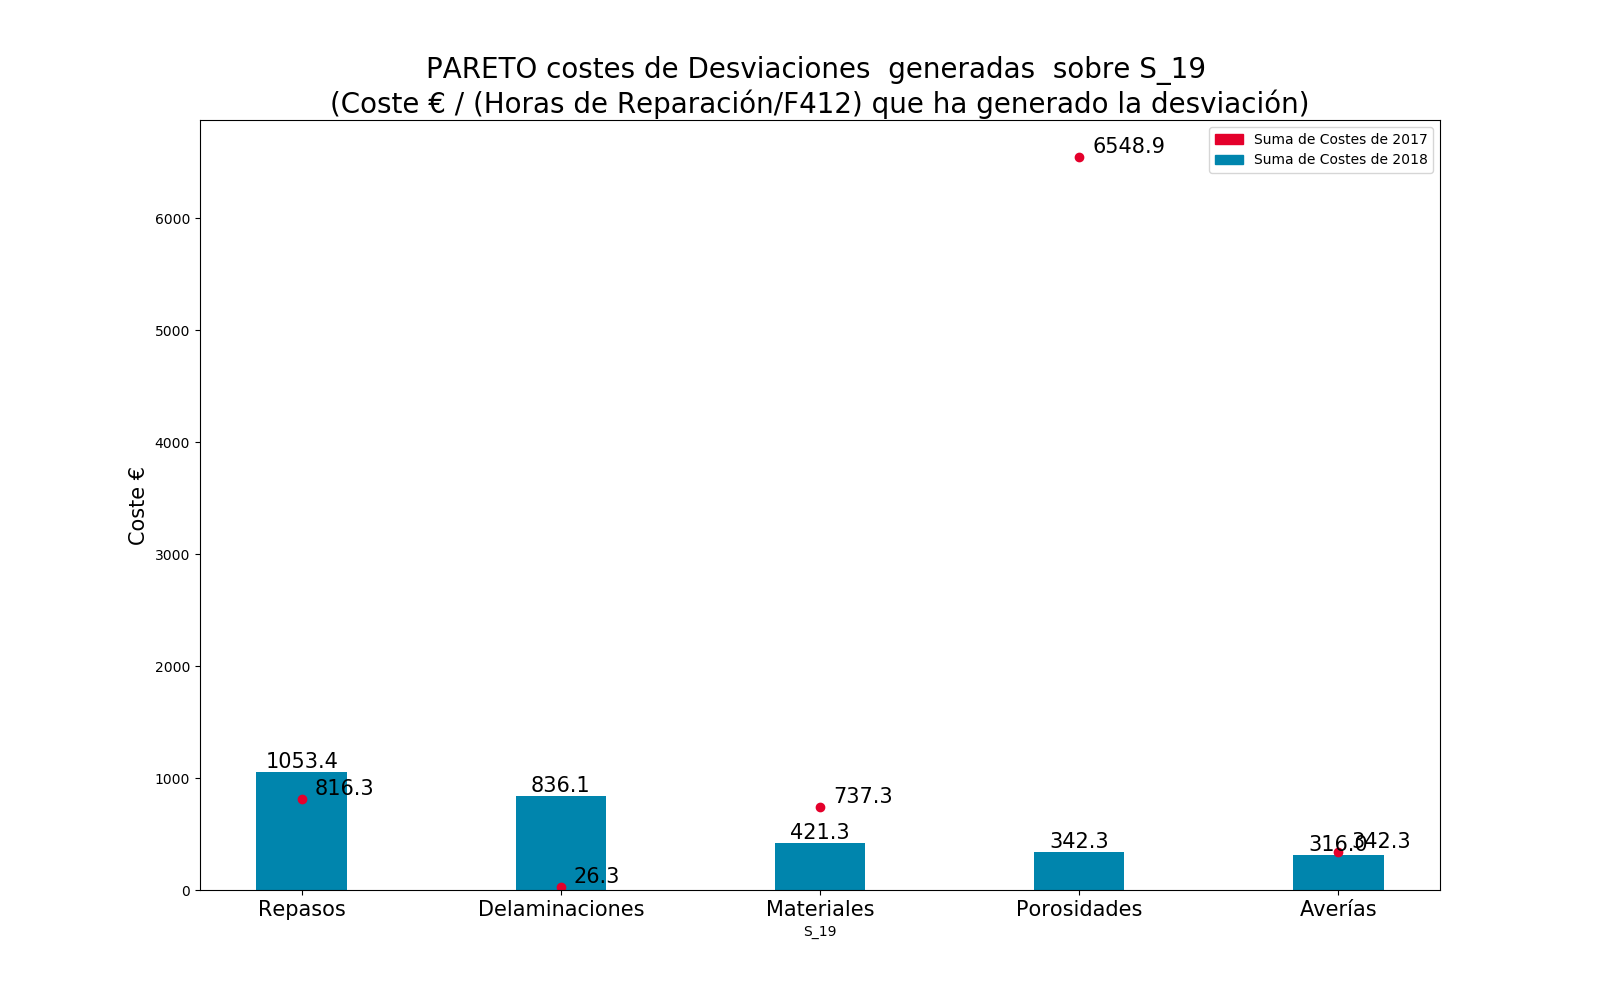 PARETO costes de Desviaciones  generadas  sobre S_19
(Coste € / (Horas de Reparación/F412) que ha generado la desviación)
Suma de Costes de 2017
Suma de Costes de 2018
Coste €
6000
5000
4000
3000
2000
1000
0
6548.9
1053.4
816.3
836.1
26.3
737.3
421.3
342.3
316.0
342.3
Repasos
Delaminaciones
Materiales
Porosidades
Averías
S_19